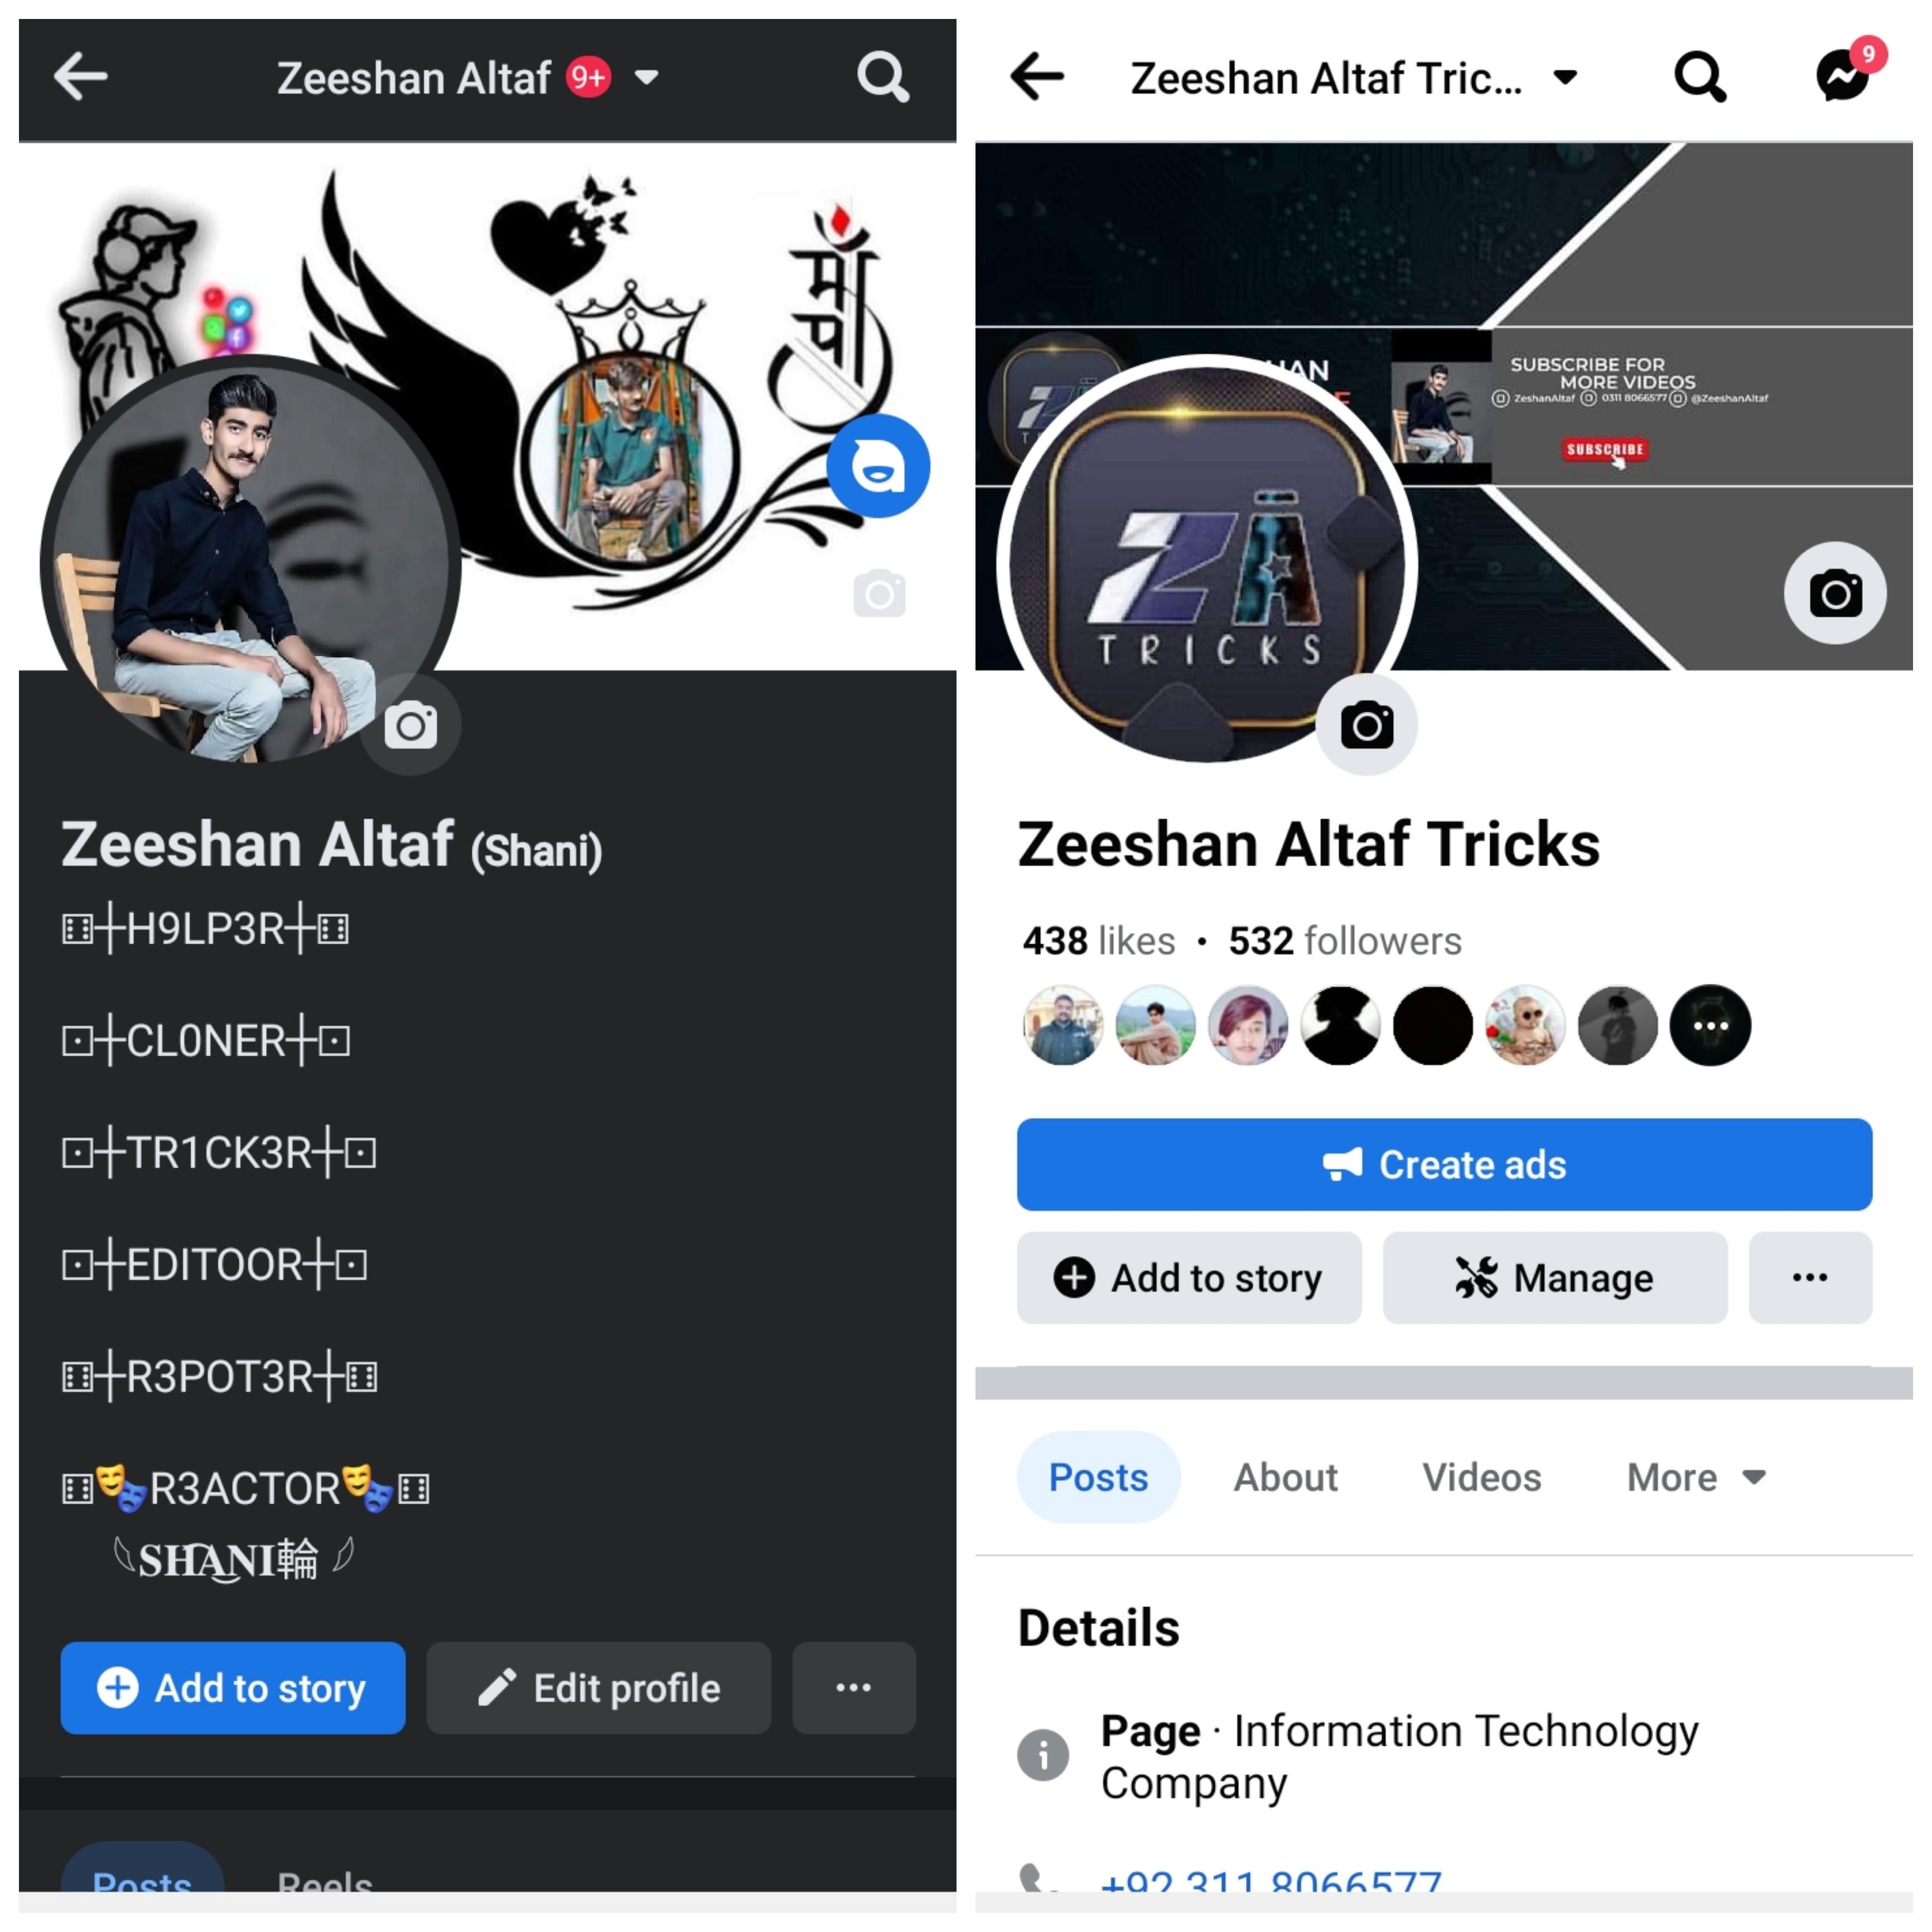 Zeeshan Altaf 9+
माँ
पा
Zeeshan Altaf (Shani)
⚅┼H9LP3R┼⚅
⚀┼CL0NER┼⚀
⚀┼TR1CK3R┼⚀
⚀┼EDITOOR┼⚀
⚅┼R3POT3R┼⚅
⚅🎭R3ACTOR🎭⚅
SHANI輪
Add to story
Edit profile
Posts Reels
Zeeshan Altaf Tric...
9
SUBSCRIBE FOR
MORE VIDEOS
ZeshanAltaf 0311 8066577 @ZeeshanAltaf
SUBSCRIBE
ZA
TRICKS
Zeeshan Altaf Tricks
438 likes • 532 followers
Create ads
Add to story
Manage
Posts About Videos More
Details
Page · Information Technology
Company
+92 311 8066577